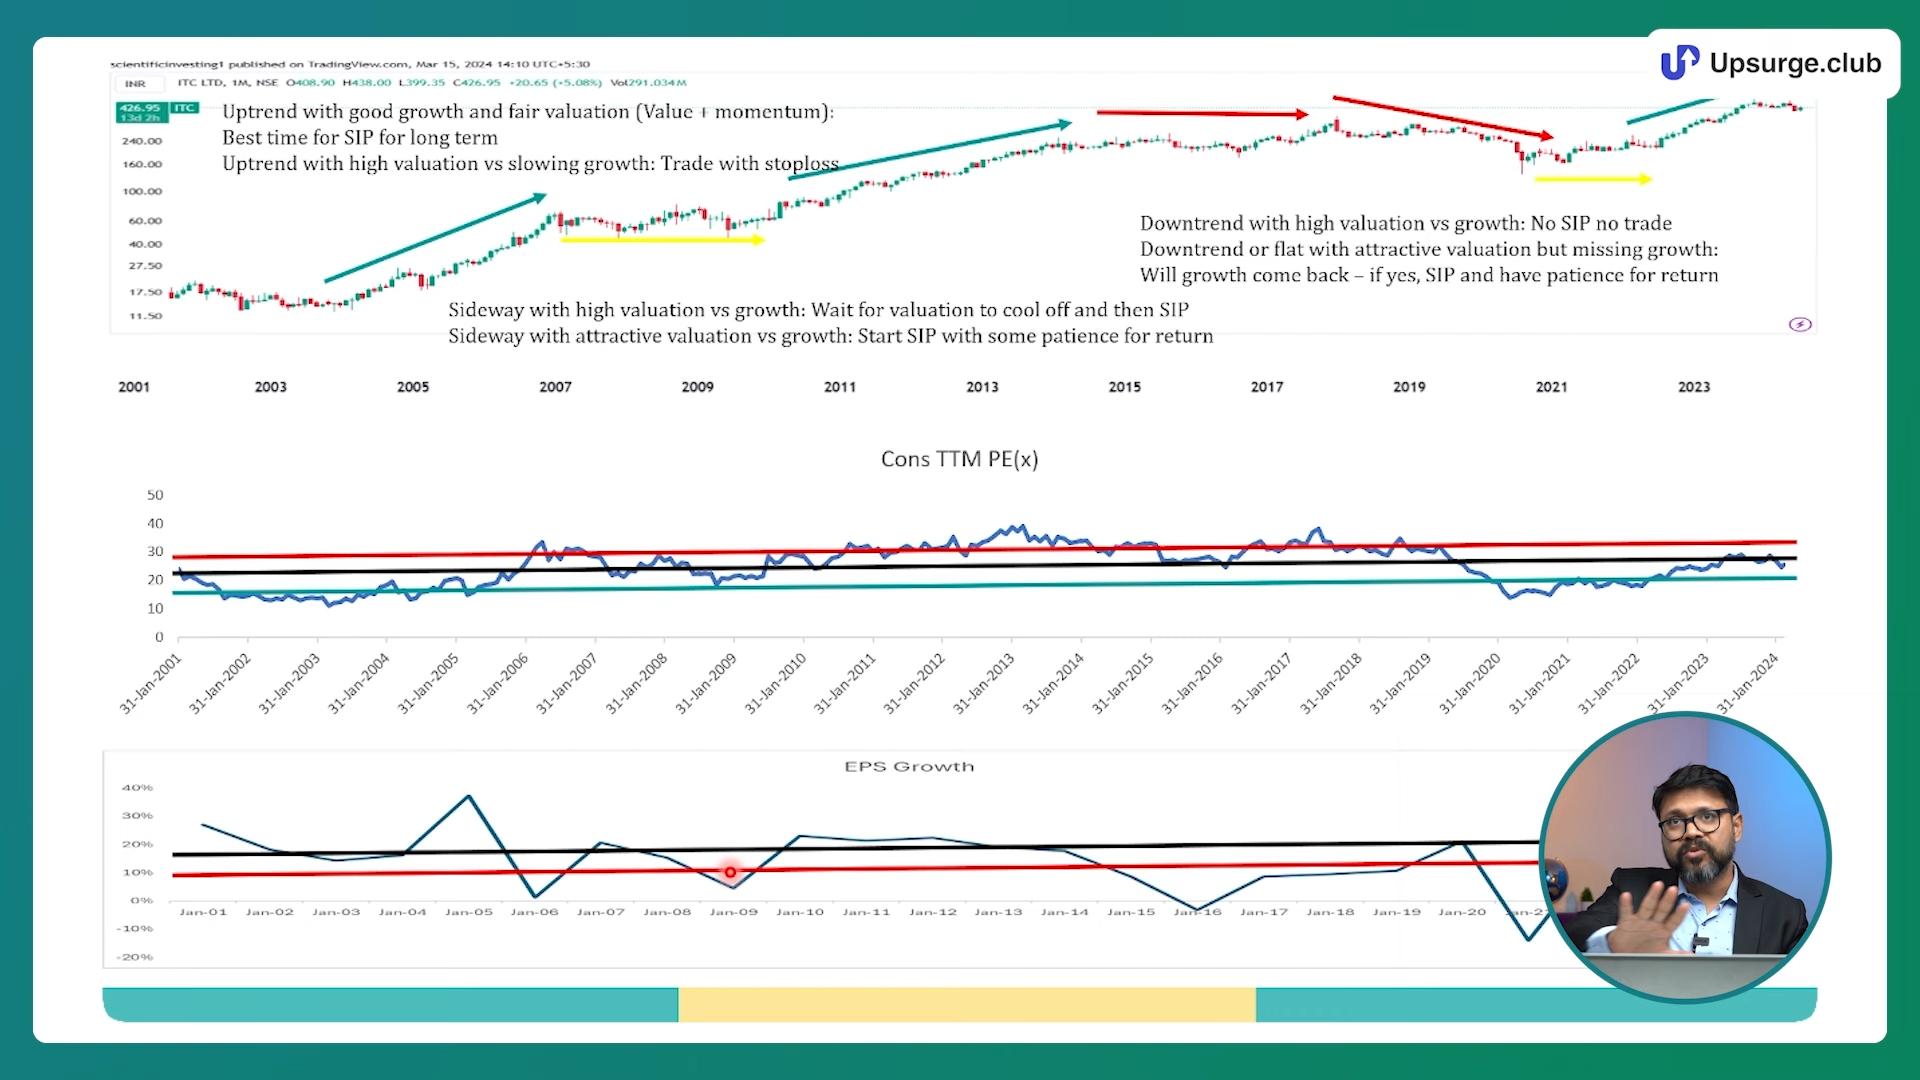 Upsurge.club
scientificinvesting1 published on TradingView.com, Mar 15, 2024 14:10 UTC+5:30
INR
ITC LTD, 1M, NSE O408.90 H438.00 L399.35 C426.95 +20.65 (+5.08%) Vol291.034M
426.95 ITC
13d 2h
Uptrend with good growth and fair valuation (Value + momentum):
Best time for SIP for long term
Uptrend with high valuation vs slowing growth: Trade with stoploss
240.00
160.00
100.00
60.00
40.00
27.50
17.50
11.50
Downtrend with high valuation vs growth: No SIP no trade
Downtrend or flat with attractive valuation but missing growth:
Will growth come back – if yes, SIP and have patience for return
Sideway with high valuation vs growth: Wait for valuation to cool off and then SIP
Sideway with attractive valuation vs growth: Start SIP with some patience for return
2001 2003 2005 2007 2009 2011 2013 2015 2017 2019 2021 2023
Cons TTM PE(x)
50
40
30
20
10
0
31-Jan-2001 31-Jan-2002 31-Jan-2003 31-Jan-2004 31-Jan-2005 31-Jan-2006 31-Jan-2007 31-Jan-2008 31-Jan-2009 31-Jan-2010 31-Jan-2011 31-Jan-2012 31-Jan-2013 31-Jan-2014 31-Jan-2015 31-Jan-2016 31-Jan-2017 31-Jan-2018 31-Jan-2019 31-Jan-2020 31-Jan-2021 31-Jan-2022 31-Jan-2023 31-Jan-2024
EPS Growth
40%
30%
20%
10%
0%
Jan-01 Jan-02 Jan-03 Jan-04 Jan-05 Jan-06 Jan-07 Jan-08 Jan-09 Jan-10 Jan-11 Jan-12 Jan-13 Jan-14 Jan-15 Jan-16 Jan-17 Jan-18 Jan-19 Jan-20
-10%
-20%